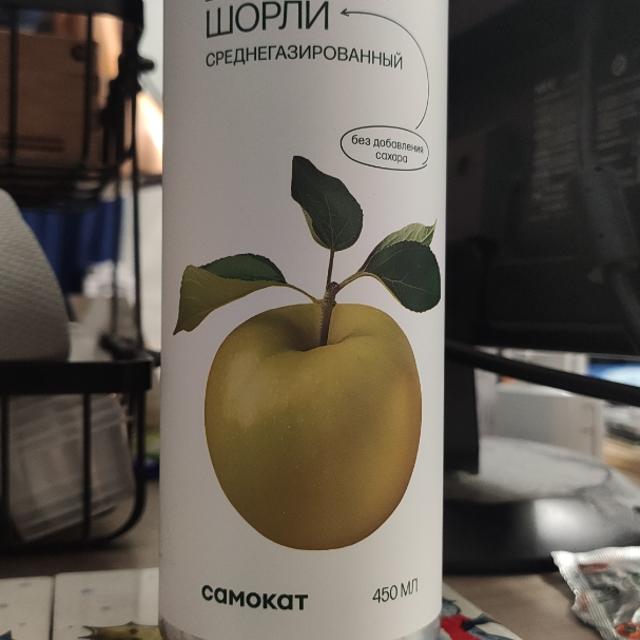 ШОРЛИ
СРЕДНЕГАЗИРОВАННЫЙ
без добавления
сахара
самокат
450 МЛ